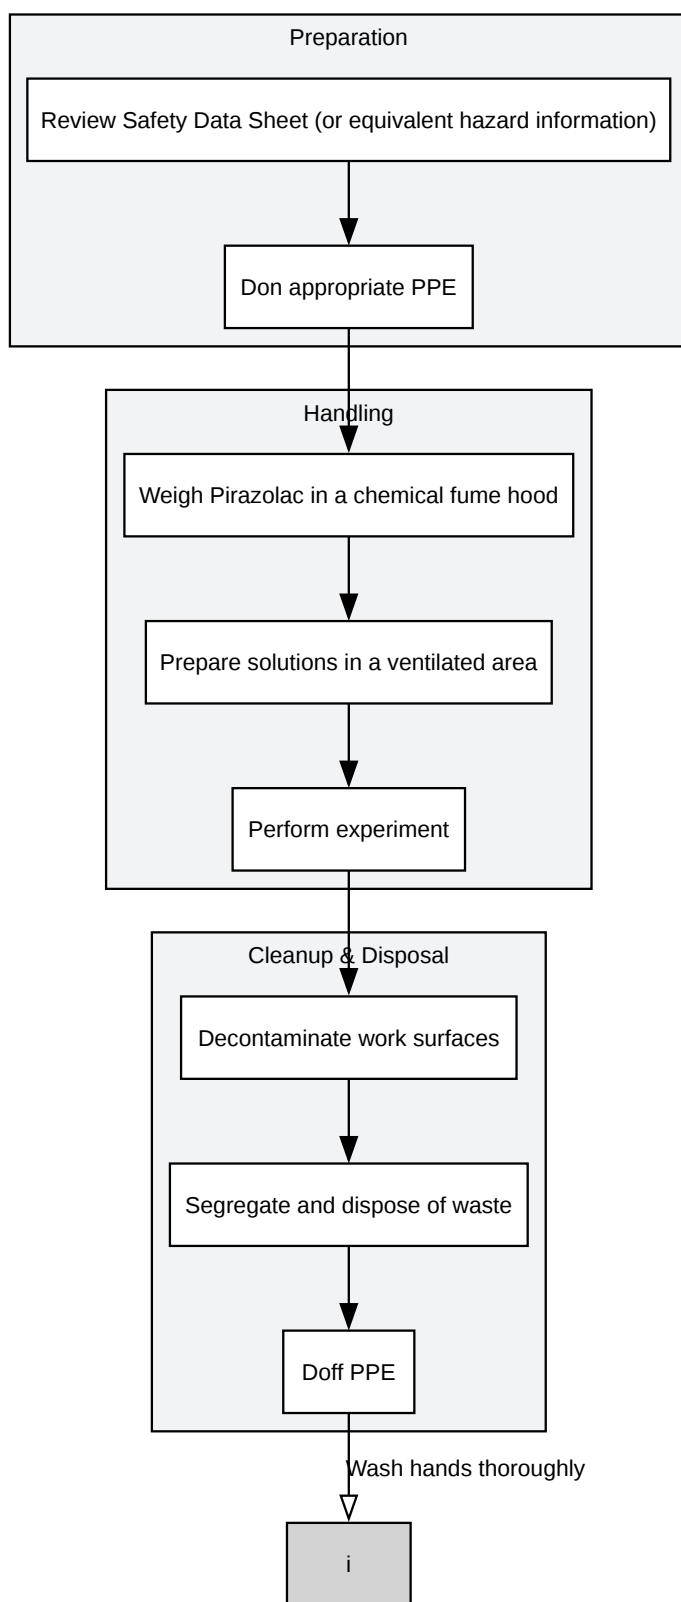 Preparation
Review Safety Data Sheet (or equivalent hazard information)
Don appropriate PPE
Handling
Weigh Pirazolac in a chemical fume hood
Prepare solutions in a ventilated area
Perform experiment
Cleanup & Disposal
Decontaminate work surfaces
Segregate and dispose of waste
Doff PPE
Wash hands thoroughly
i